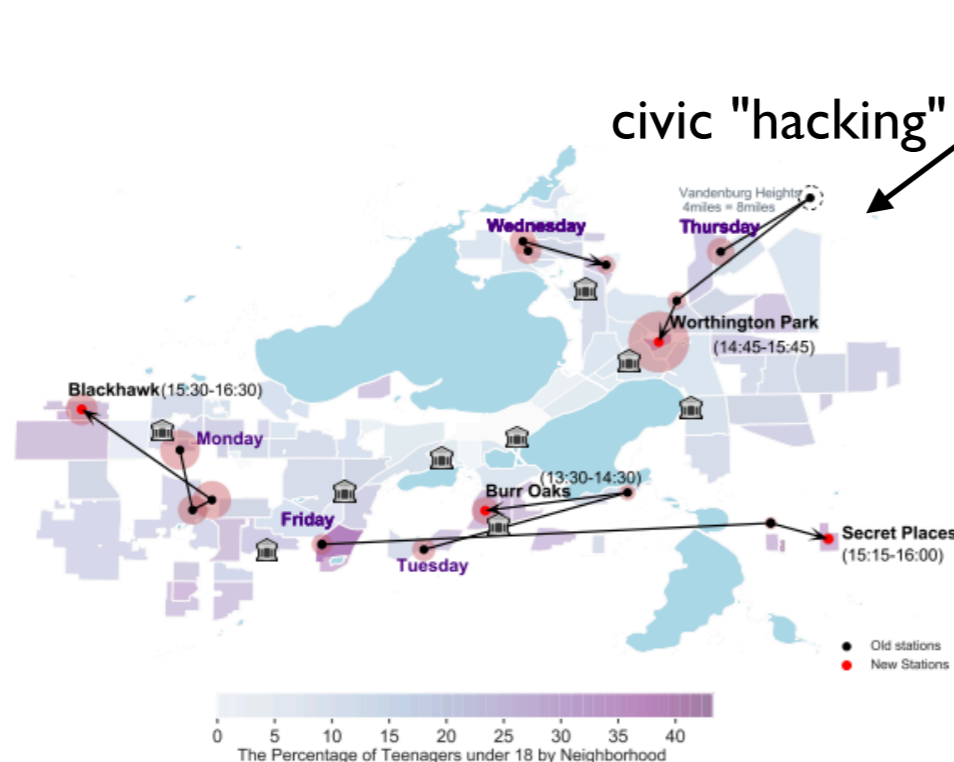 civic "hacking"
Vandenburg Heights
4miles = 8miles
Wednesday
Thursday
Worthington Park
(14:45-15:45)
Blackhawk(15:30-16:30)
Monday
(13:30-14:30)
Burr Oaks
Friday
Secret Places
(15:15-16:00)
Tuesday
Old stations
New Stations
0 5 10 15 20 25 30 35 40
The Percentage of Teenagers under 18 by Neighborhood